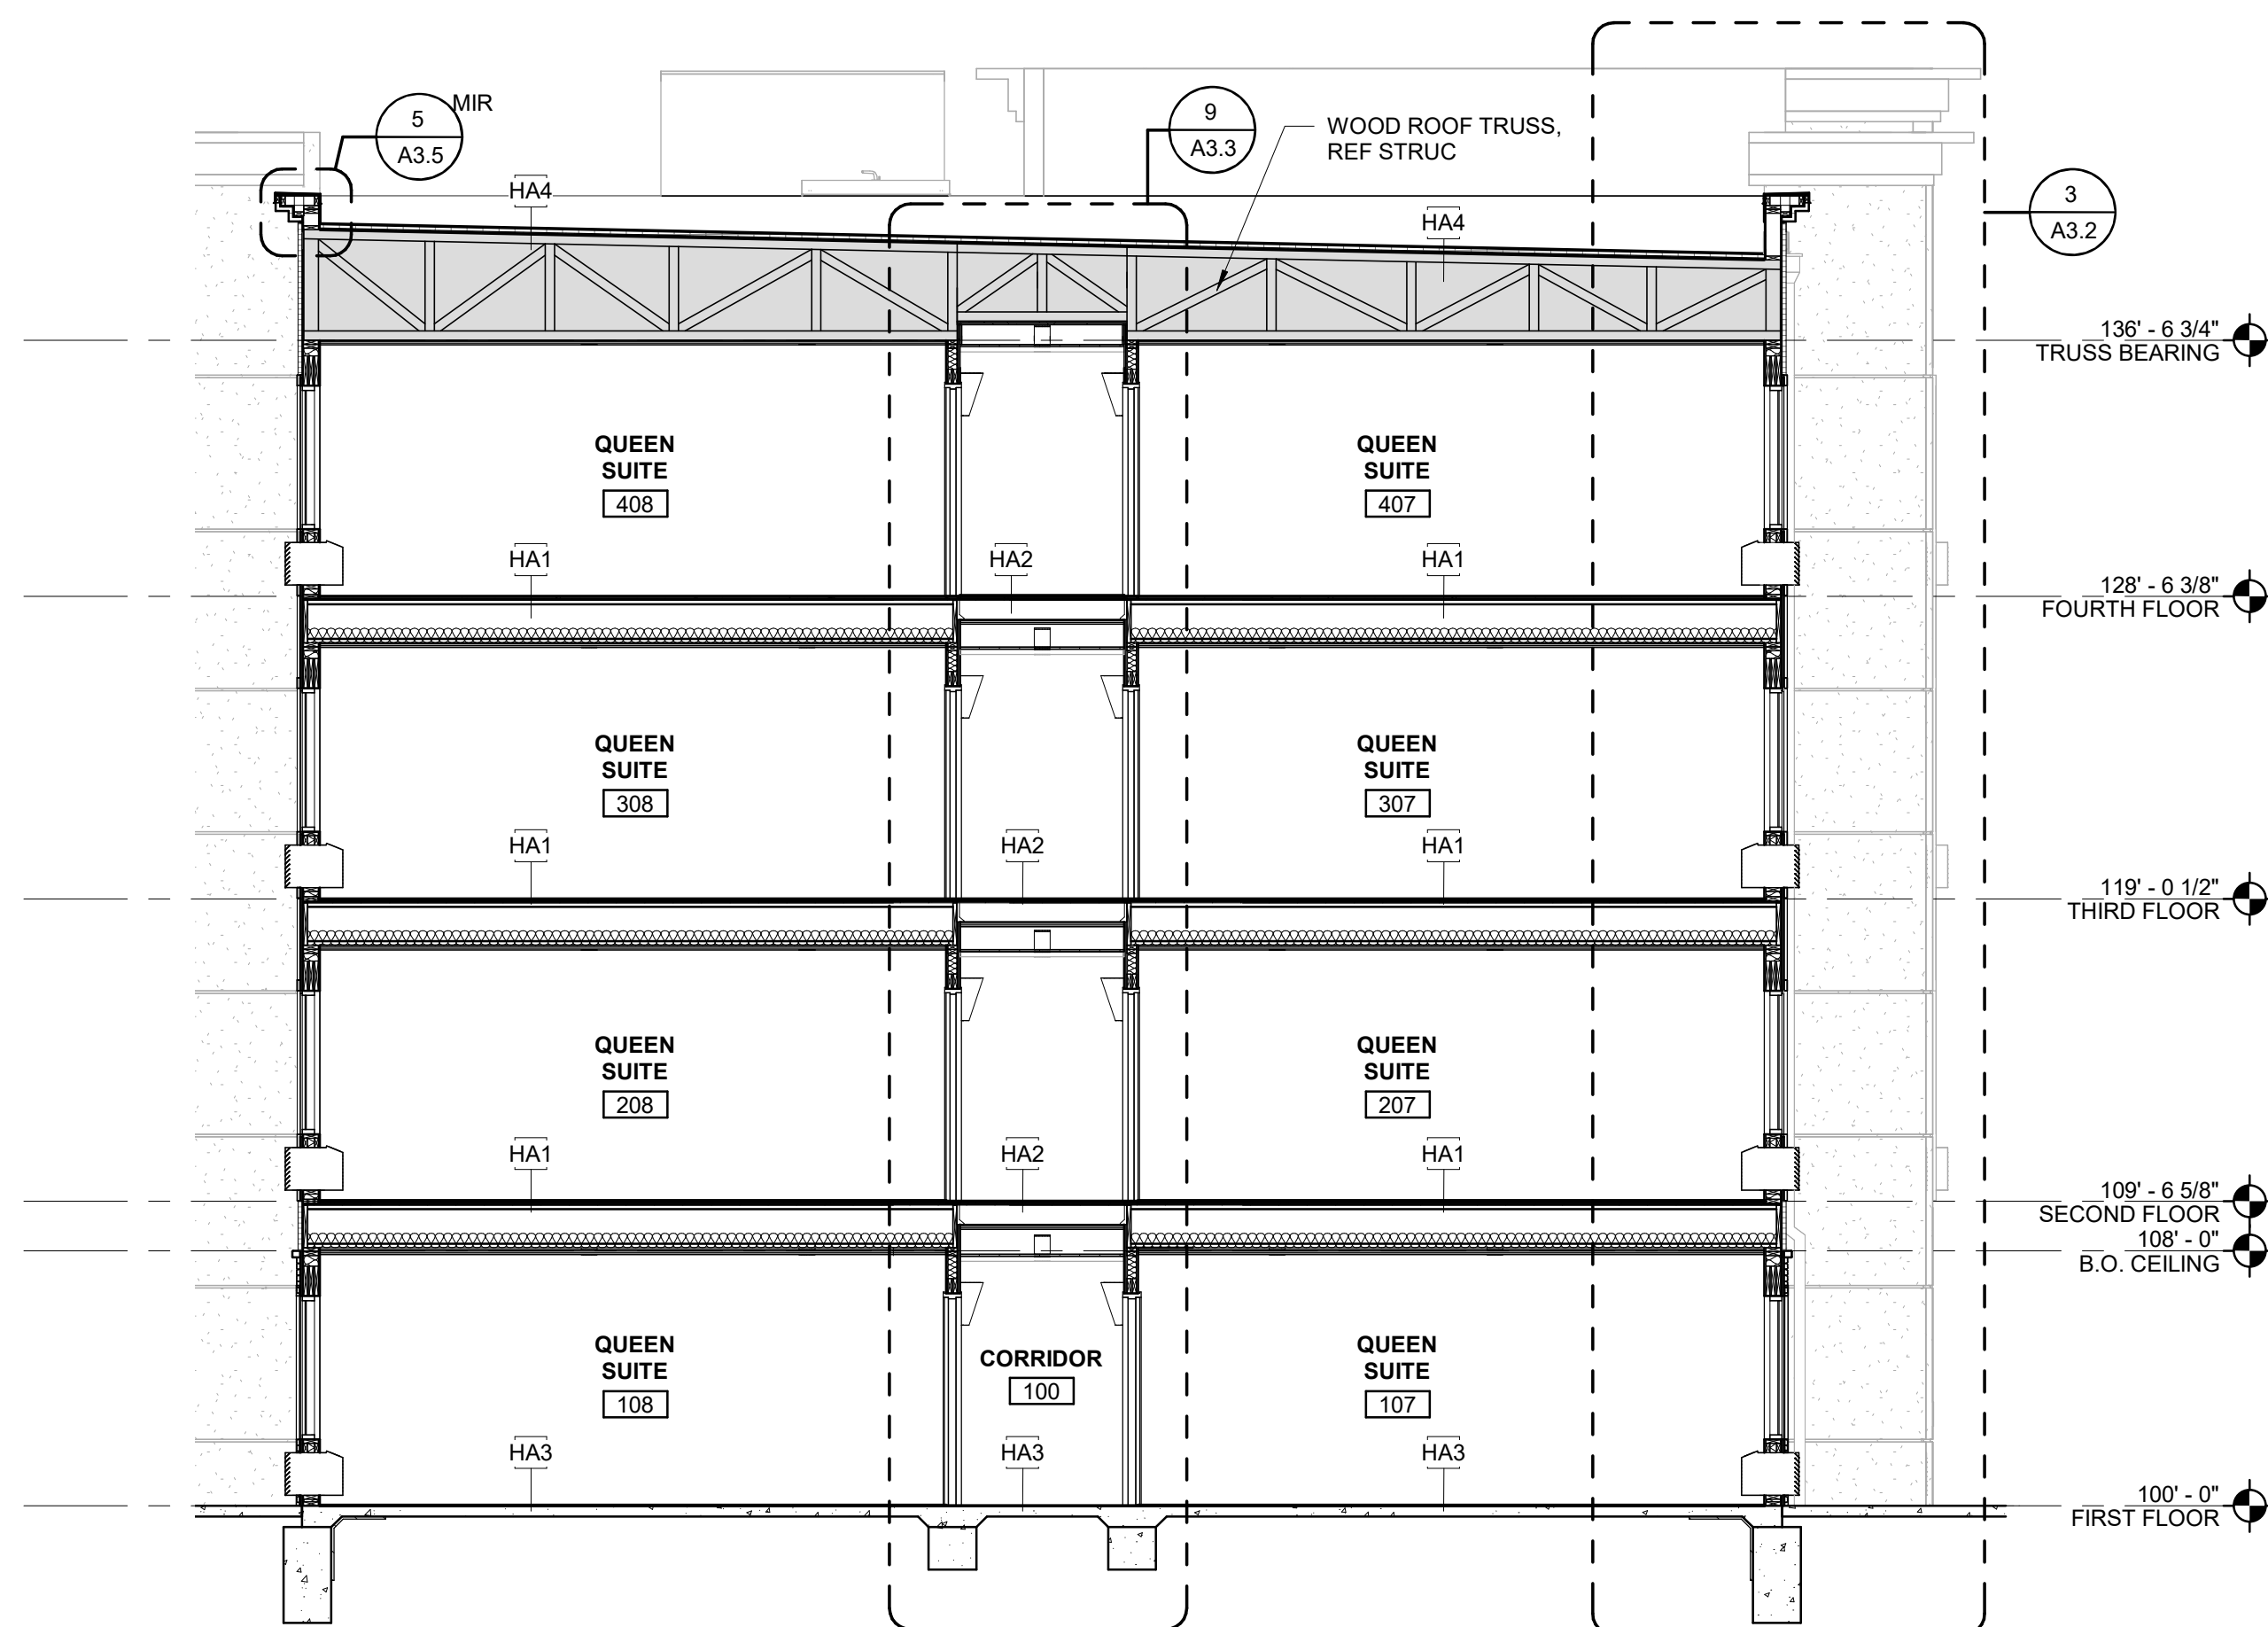 5
A3.5
MIR
9
A3.3
WOOD ROOF TRUSS,
REF STRUC
3
A3.2
HA4
HA4
136' - 6 3/4"
TRUSS BEARING
QUEEN
SUITE
408
QUEEN
SUITE
407
HA1
HA2
HA1
128' - 6 3/8"
FOURTH FLOOR
QUEEN
SUITE
308
QUEEN
SUITE
307
HA1
HA2
HA1
119' - 0 1/2"
THIRD FLOOR
QUEEN
SUITE
208
QUEEN
SUITE
207
HA1
HA2
HA1
109' - 6 5/8"
SECOND FLOOR
108' - 0"
B.O. CEILING
QUEEN
SUITE
108
CORRIDOR
100
QUEEN
SUITE
107
HA3
HA3
HA3
100' - 0"
FIRST FLOOR